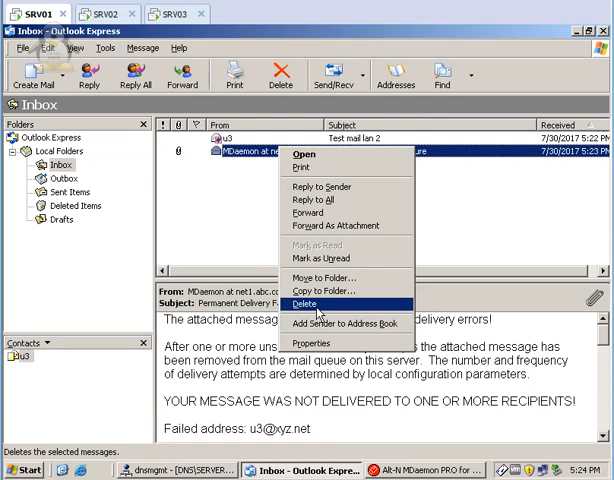 SRV01
SRV02
SRV03
Inbox - Outlook Express
File Edit View Tools Message Help
Create Mail Reply Reply All Forward Print Delete Send/Recv Addresses Find
Inbox
Folders
Outlook Express
Local Folders
Inbox
Outbox
Sent Items
Deleted Items
Drafts
From Subject Received
u3 Test mail lan 2 7/30/2017 5:22 P
MDaemon at ne 7/30/2017 5:23 P
Open
Print
Reply to Sender
Reply to All
Forward
Forward As Attachment
Mark as Read
Mark as Unread
Move to Folder...
Copy to Folder...
Delete
Add Sender to Address Book
Properties
From: MDaemon at net1.abc.co
Subject: Permanent Delivery F
The attached messag delivery errors!
After one or more uns the attached message has
been removed from the mail queue on this server. The number and frequency
of delivery attempts are determined by local configuration parameters.
YOUR MESSAGE WAS NOT DELIVERED TO ONE OR MORE RECIPIENTS!
Failed address: u3@xyz.net
Contacts
u3
Deletes the selected messages.
Start
dnsmgmt - [DNS\SERVER...
Inbox - Outlook Expre...
Alt-N MDaemon PRO for ...
5:24 PM